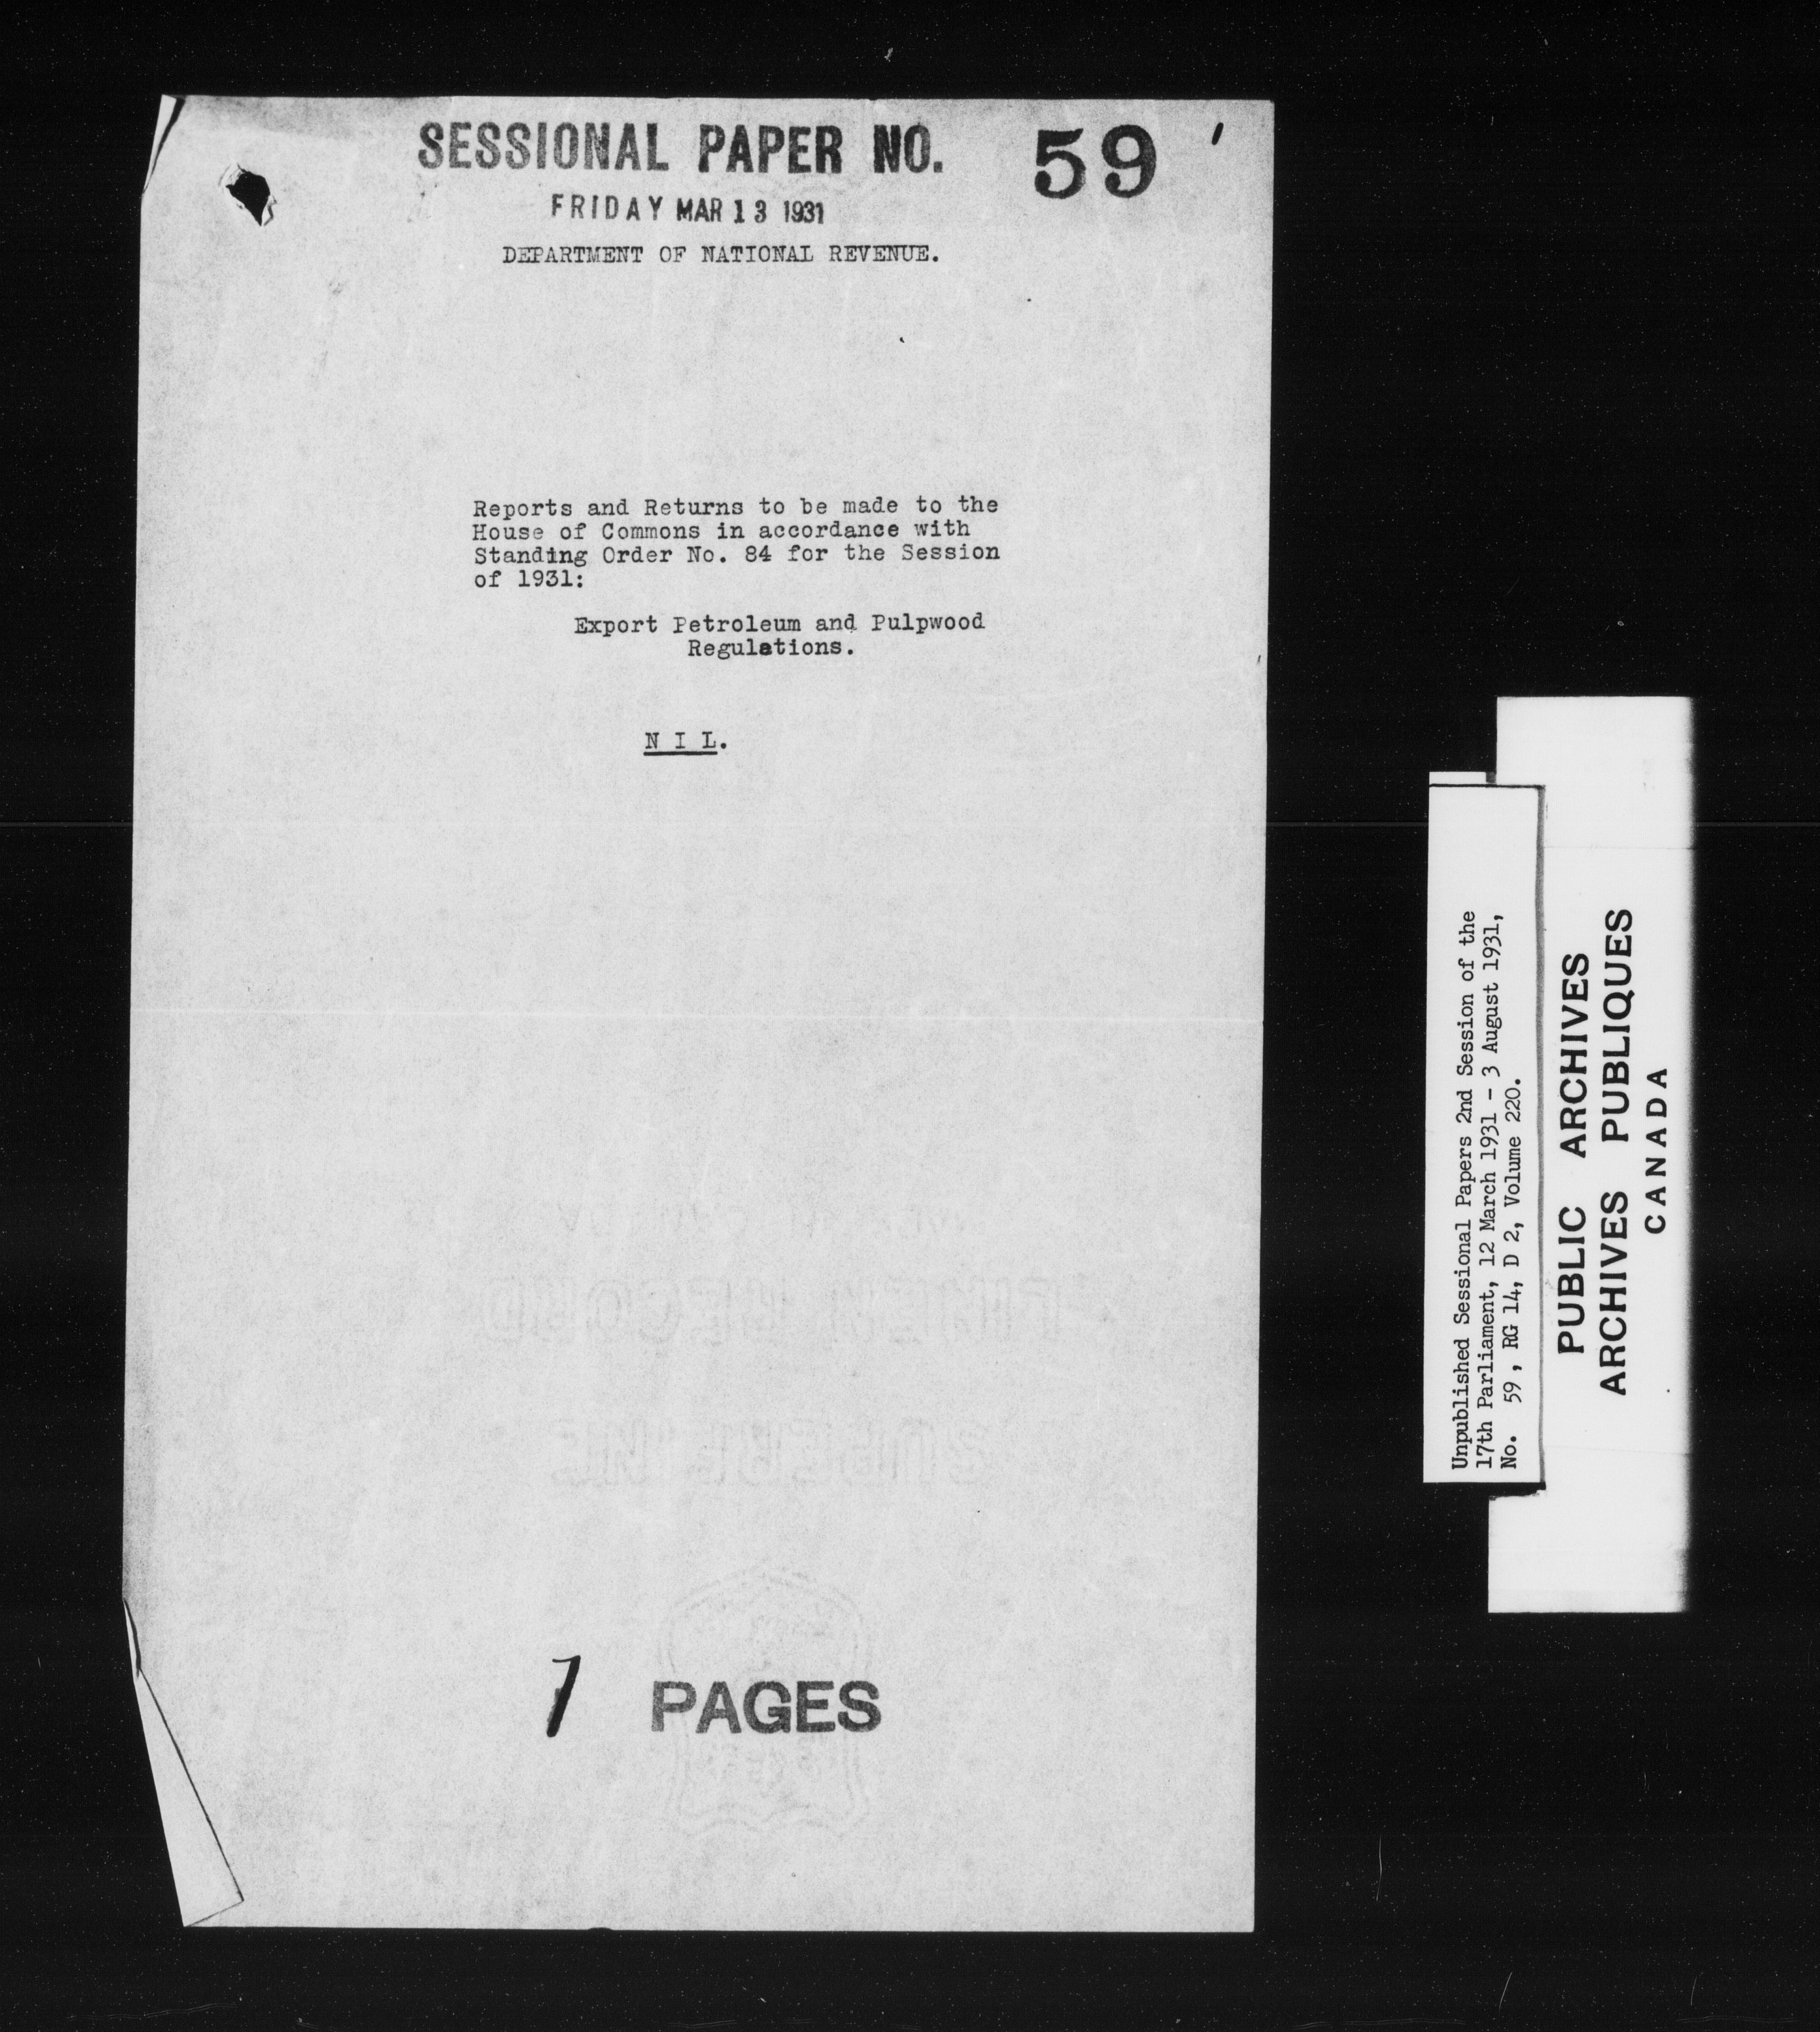 SESSIONAL PAPER NO. 59
FRIDAY MAR 13 1931
DEPARTMENT OF NATIONAL REVENUE.
Reports and Returns to be made to the
House of Commons in accordance with
Standing Order No. 84 for the Session
of 1931:
Export Petroleum and Pulpwood
Regulations.
N I L.
1 PAGES
Unpublished Sessional Papers 2nd Session of the
17th Parliament, 12 March 1931 - 3 August 1931,
No. 59, RG 14, D 2, Volume 220.
PUBLIC ARCHIVES
ARCHIVES PUBLIQUES
CANADA